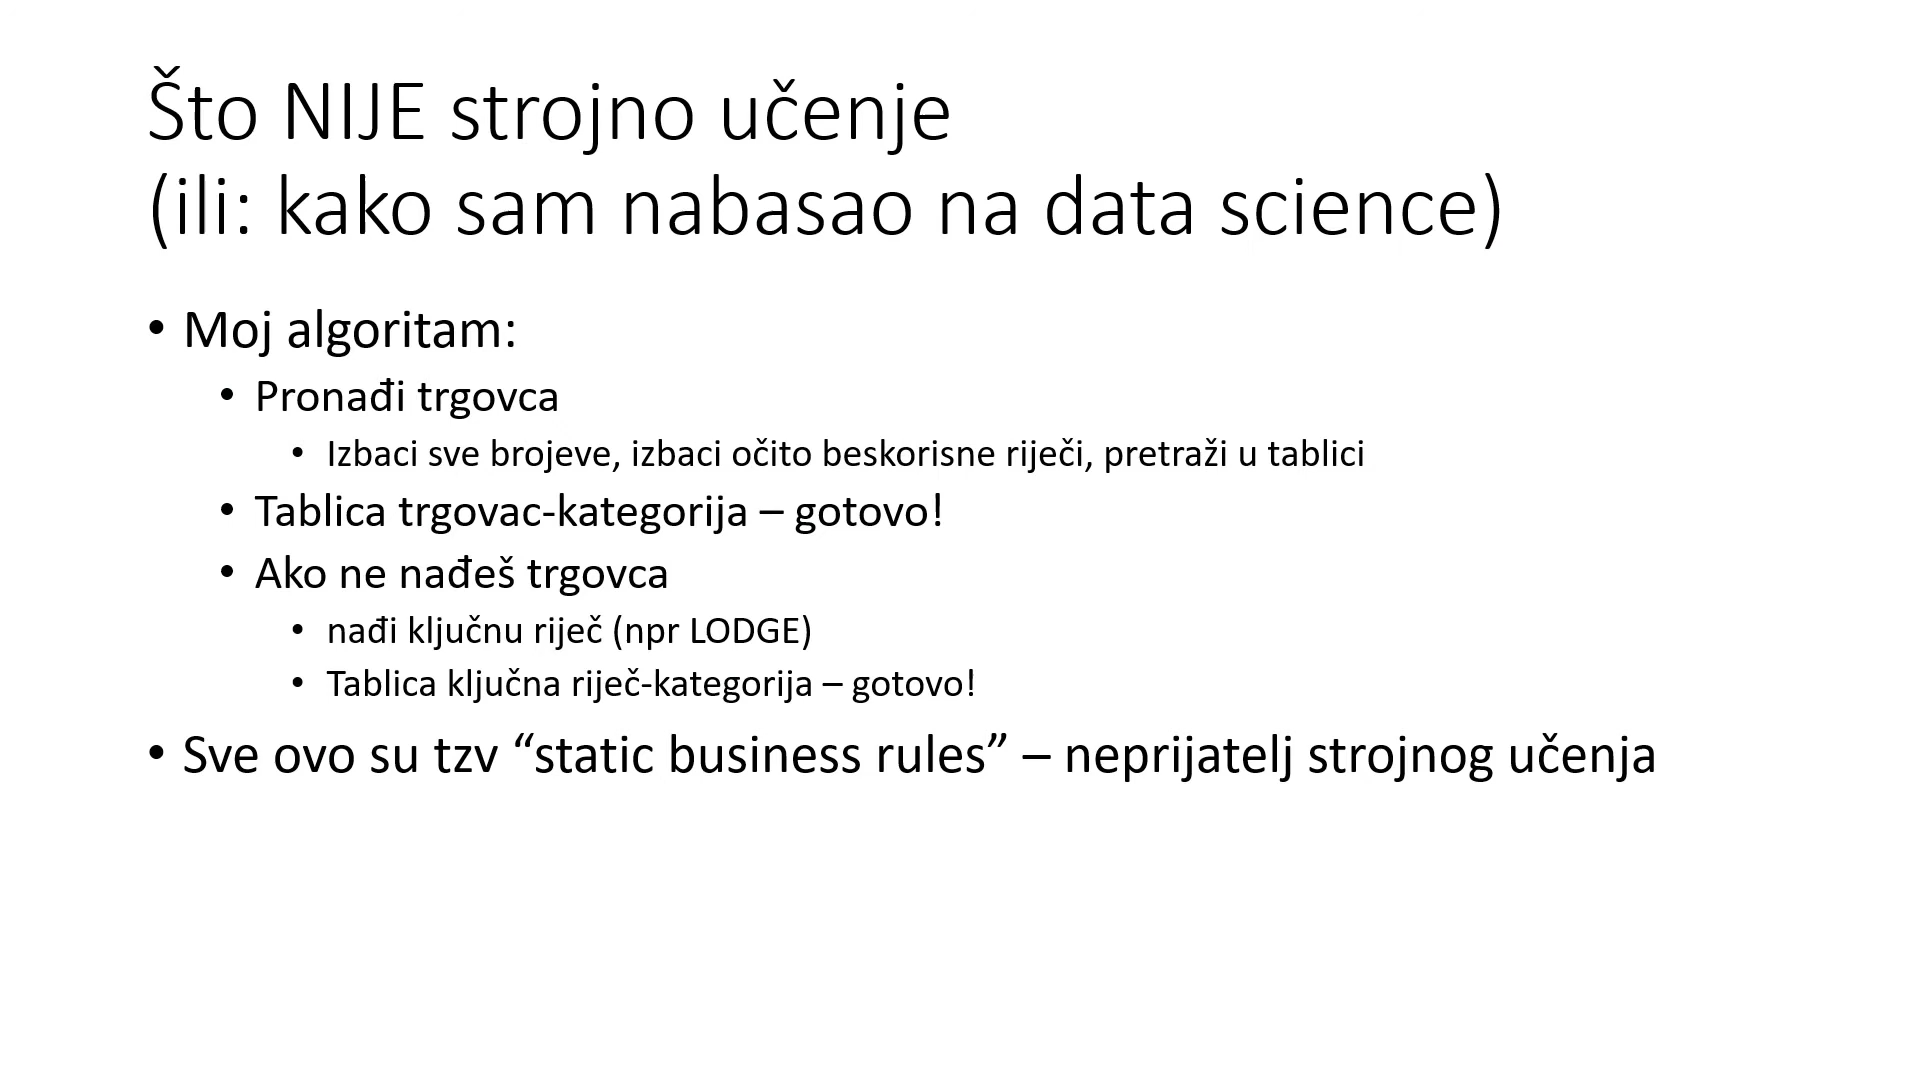 Što NIJE strojno učenje
(ili: kako sam nabasao na data science)
• Moj algoritam:
• Pronađi trgovca
• Izbaci sve brojeve, izbaci očito beskorisne riječi, pretraži u tablici
• Tablica trgovac-kategorija – gotovo!
• Ako ne nađeš trgovca
• nađi ključnu riječ (npr LODGE)
• Tablica ključna riječ-kategorija – gotovo!
• Sve ovo su tzv “static business rules” – neprijatelj strojnog učenja